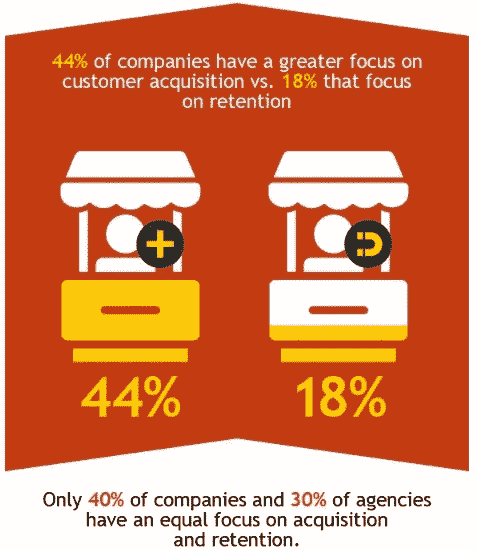 44% of companies have a greater focus on
customer acquisition vs. 18% that focus
on retention
44%
18%
Only 40% of companies and 30% of agencies
have an equal focus on acquisition
and retention.